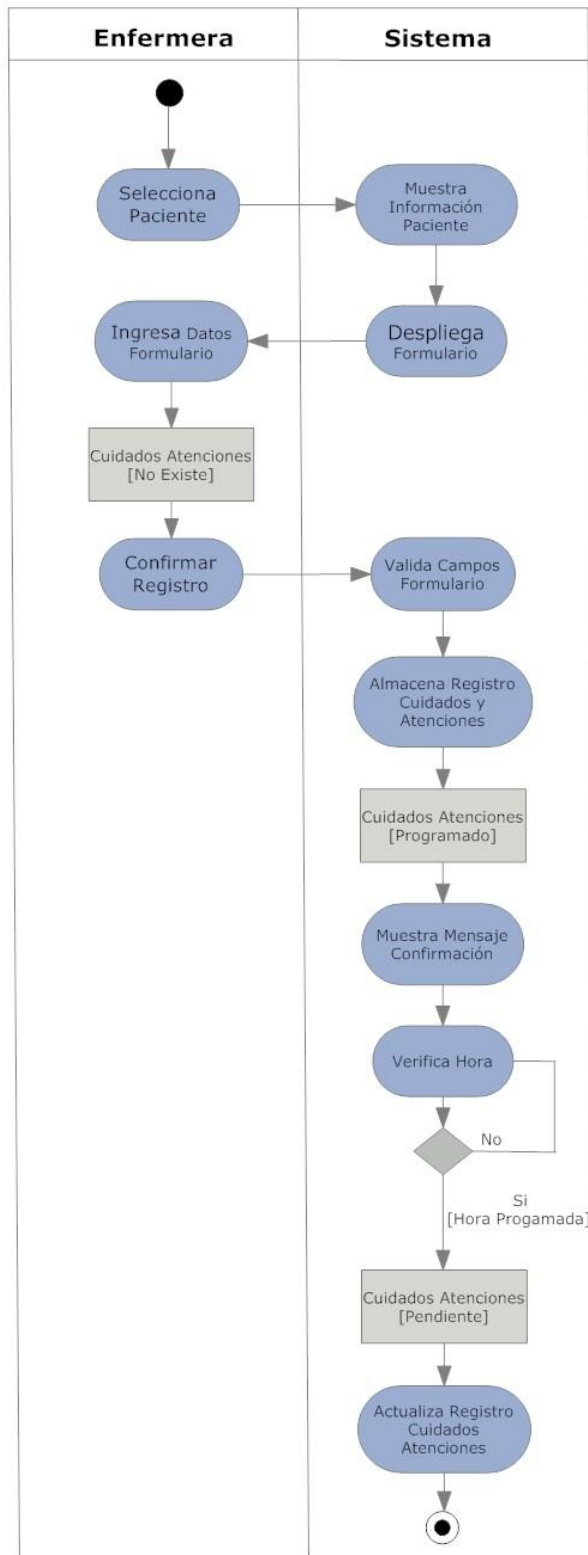 Enfermera
Sistema
Selecciona
Paciente
Muestra
Información
Paciente
Ingresa Datos
Formulario
Despliega
Formulario
Cuidados Atenciones
[No Existe]
Confirmar
Registro
Valida Campos
Formulario
Almacena Registro
Cuidados y
Atenciones
Cuidados Atenciones
[Programado]
Muestra Mensaje
Confirmación
Verifica Hora
No
Si
[Hora Progamada]
Cuidados Atenciones
[Pendiente]
Actualiza Registro
Cuidados
Atenciones